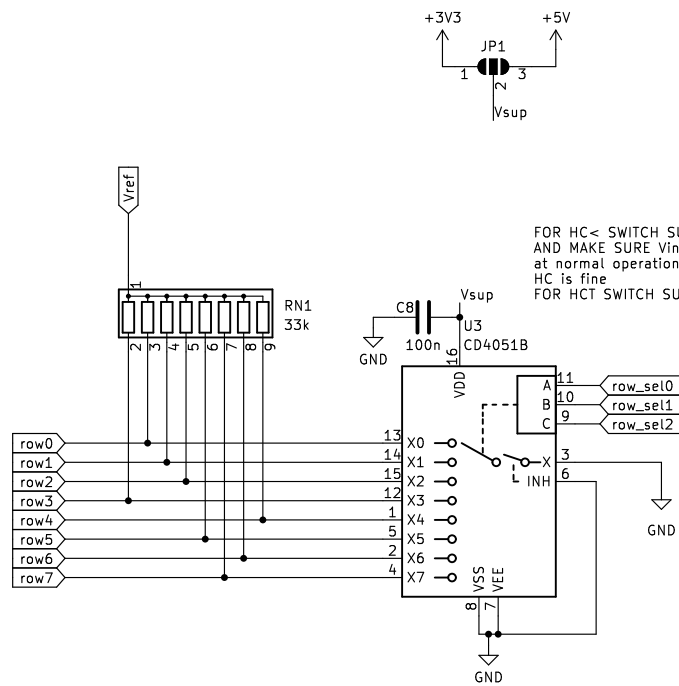 +3V3 +5V
JP1
1 3
2
Vsup
Vref
FOR HC< SWITCH SU
AND MAKE SURE Vin
at normal operation
HC is fine
FOR HCT SWITCH SU
1
RN1
33k
2 3 4 5 6 7 8 9
Vsup
C8
100n
GND
U3
CD4051B
16
VDD
A 11 row_sel0
B 10 row_sel1
C 9 row_sel2
row0 13 X0
row1 14 X1
row2 15 X2
row3 12 X3
row4 1 X4
row5 5 X5
row6 2 X6
row7 4 X7
X 3
INH 6
GND
VSS VEE
8 7
GND